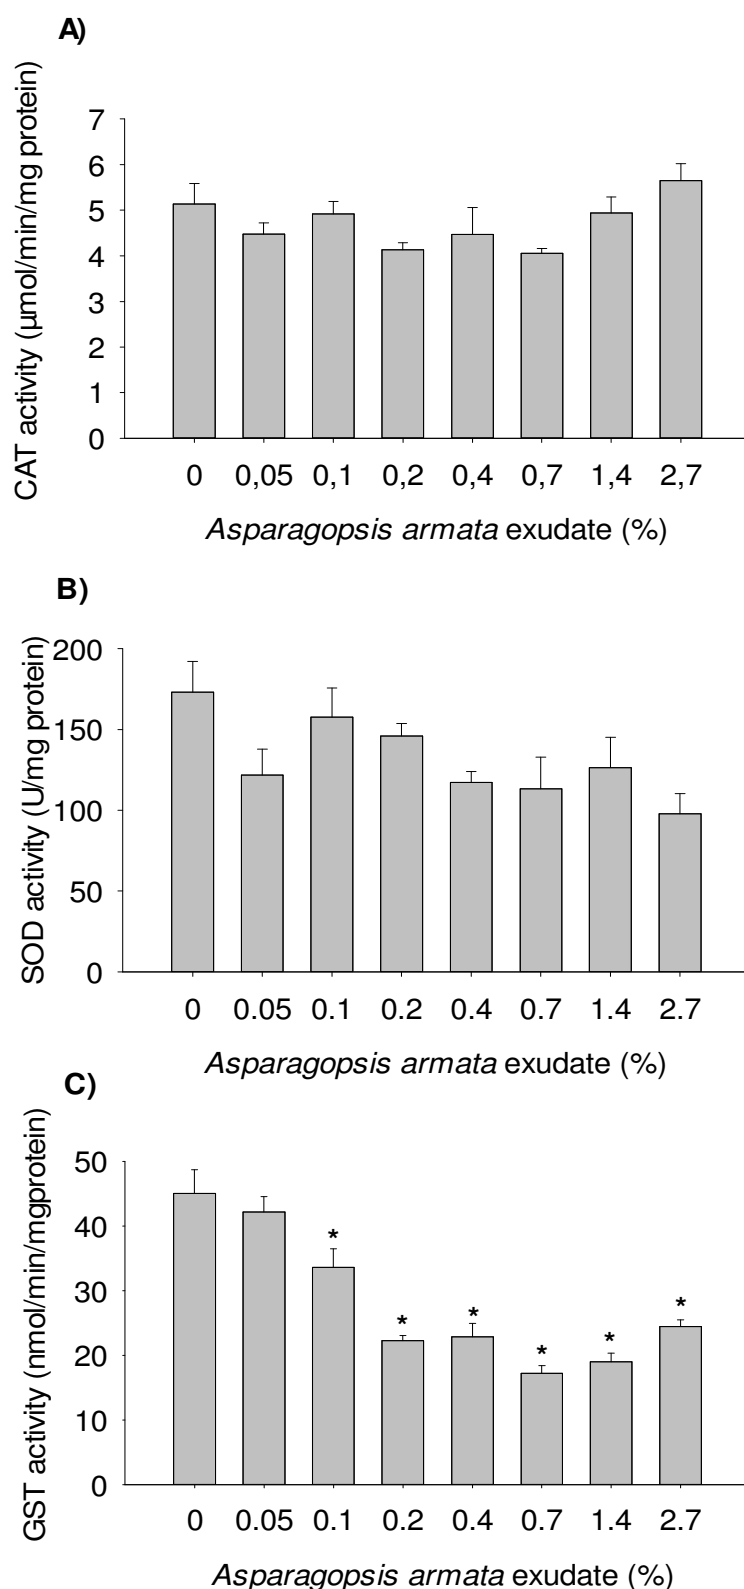 A)
CAT activity (µmol/min/mg protein)
7
6
5
4
3
2
1
0
0 0,05 0,1 0,2 0,4 0,7 1,4 2,7
Asparagopsis armata exudate (%)
B)
SOD activity (U/mg protein)
200
150
100
50
0
0 0.05 0.1 0.2 0.4 0.7 1.4 2.7
Asparagopsis armata exudate (%)
C)
GST activity (nmol/min/mgprotein)
50
40
30
20
10
0
* * * * * *
0 0.05 0.1 0.2 0.4 0.7 1.4 2.7
Asparagopsis armata exudate (%)